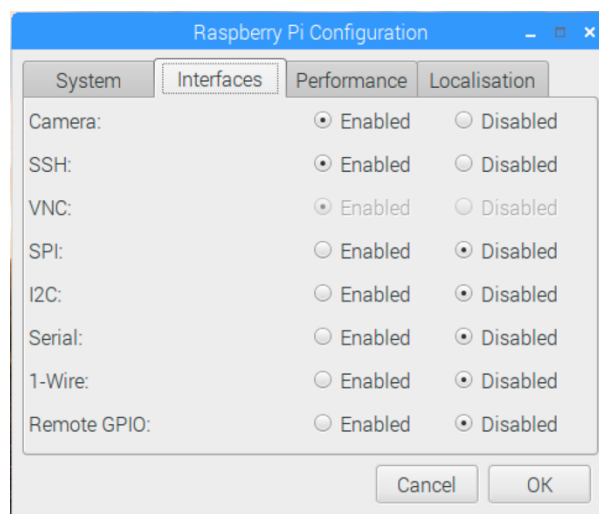 Raspberry Pi Configuration
System Interfaces Performance Localisation
Camera: Enabled Disabled
SSH: Enabled Disabled
VNC: Enabled Disabled
SPI: Enabled Disabled
I2C: Enabled Disabled
Serial: Enabled Disabled
1-Wire: Enabled Disabled
Remote GPIO: Enabled Disabled
Cancel OK